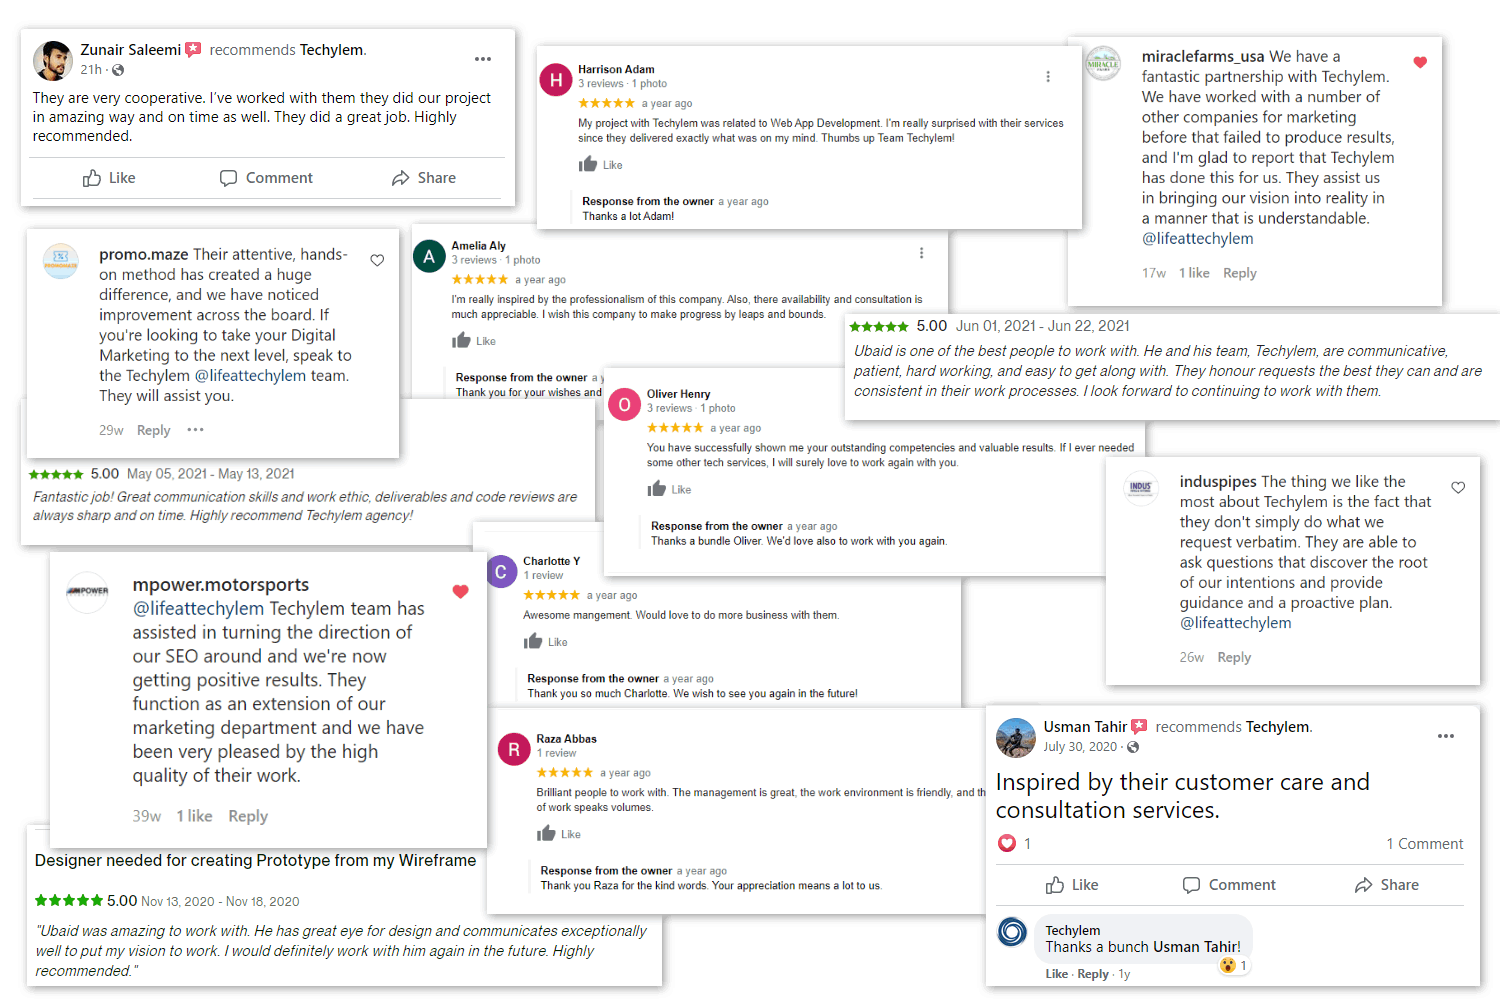 Zunair Saleemi recommends Techylem.
21h ·
They are very cooperative. I've worked with them they did our project
in amazing way and on time as well. They did a great job. Highly
recommended.
Like Comment Share
H
Harrison Adam
3 reviews · 1 photo
★★★★★ a year ago
My project with Techylem was related to Web App Development. I'm really surprised with their services
since they delivered exactly what was on my mind. Thumbs up Team Techylem!
Like
Response from the owner a year ago
Thanks a lot Adam!
MIRACLE
miraclefarms_usa We have a
fantastic partnership with Techylem.
We have worked with a number of
other companies for marketing
before that failed to produce results,
and I'm glad to report that Techylem
has done this for us. They assist us
in bringing our vision into reality in
a manner that is understandable.
@lifeattechylem
17w 1 like Reply
promo.maze Their attentive, hands-
on method has created a huge
difference, and we have noticed
improvement across the board. If
you're looking to take your Digital
Marketing to the next level, speak to
the Techylem @lifeattechylem team.
They will assist you.
29w Reply •••
A
Amelia Aly
3 reviews · 1 photo
★★★★★ a year ago
I'm really inspired by the professionalism of this company. Also, there availability and consultation is
much appreciable. I wish this company to make progress by leaps and bounds.
Like
Response from the owner a y
Thank you for your wishes and
★★★★★ 5.00 Jun 01, 2021 - Jun 22, 2021
Ubaid is one of the best people to work with. He and his team, Techylem, are communicative,
patient, hard working, and easy to get along with. They honour requests the best they can and are
consistent in their work processes. I look forward to continuing to work with them.
O
Oliver Henry
3 reviews · 1 photo
★★★★★ a year ago
You have successfully shown me your outstanding competencies and valuable results. If I ever needed
some other tech services, I will surely love to work again with you.
Like
Response from the owner a year ago
Thanks a bundle Oliver. We'd love also to work with you again.
★★★★★ 5.00 May 05, 2021 - May 13, 2021
Fantastic job! Great communication skills and work ethic, deliverables and code reviews are
always sharp and on time. Highly recommend Techylem agency!
INDUS
induspipes The thing we like the
most about Techylem is the fact that
they don't simply do what we
request verbatim. They are able to
ask questions that discover the root
of our intentions and provide
guidance and a proactive plan.
@lifeattechylem
26w Reply
C
Charlotte Y
1 review
★★★★★ a year ago
Awesome mangement. Would love to do more business with them.
Like
Response from the owner a year ago
Thank you so much Charlotte. We wish to see you again in the future!
MPOWER
mpower.motorsports
@lifeattechylem Techylem team has
assisted in turning the direction of
our SEO around and we're now
getting positive results. They
function as an extension of our
marketing department and we have
been very pleased by the high
quality of their work.
39w 1 like Reply
R
Raza Abbas
1 review
★★★★★ a year ago
Brilliant people to work with. The management is great, the work environment is friendly, and th
of work speaks volumes.
Like
Response from the owner a year ago
Thank you Raza for the kind words. Your appreciation means a lot to us.
Usman Tahir recommends Techylem.
July 30, 2020 ·
Inspired by their customer care and
consultation services.
1 1 Comment
Like Comment Share
Techylem
Thanks a bunch Usman Tahir!
1
Like · Reply · 1y
Designer needed for creating Prototype from my Wireframe
★★★★★ 5.00 Nov 13, 2020 - Nov 18, 2020
"Ubaid was amazing to work with. He has great eye for design and communicates exceptionally
well to put my vision to work. I would definitely work with him again in the future. Highly
recommended."